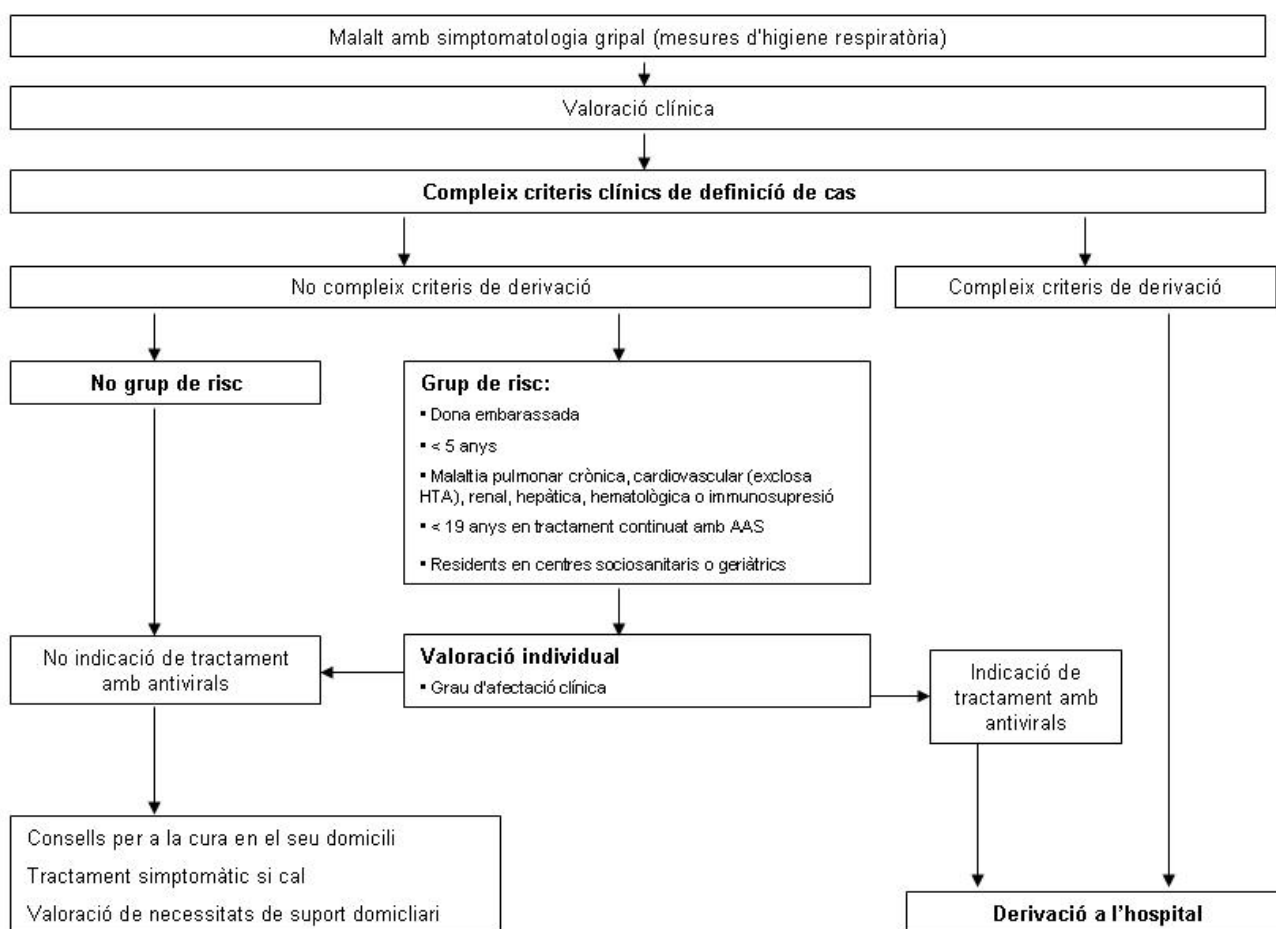 Malalt amb simptomatologia gripal (mesures d'higiene respiratòria)
Valoració clínica
Compleix criteris clínics de definició de cas
No compleix criteris de derivació
Compleix criteris de derivació
No grup de risc
Grup de risc:
▪ Dona embarassada
▪ < 5 anys
▪ Malaltia pulmonar crònica, cardiovascular (exclosa
HTA), renal, hepàtica, hematològica o immunosupresió
▪ < 19 anys en tractament continuat amb AAS
▪ Residents en centres sociosanitaris o geriàtrics
No indicació de tractament
amb antivirals
Valoració individual
▪ Grau d'afectació clínica
Indicació de
tractament amb
antivirals
Consells per a la cura en el seu domicili
Tractament simptomàtic si cal
Valoració de necessitats de suport domicliari
Derivació a l'hospital